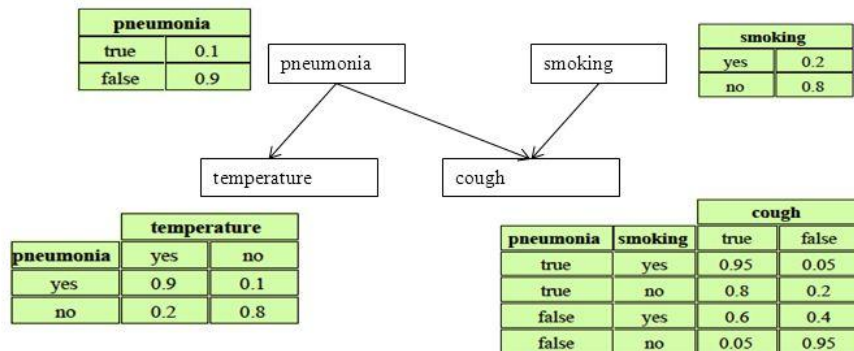 pneumonia
true 0.1
false 0.9
pneumonia
smoking
smoking
yes 0.2
no 0.8
temperature
cough
temperature
pneumonia yes no
yes 0.9 0.1
no 0.2 0.8
cough
pneumonia smoking true false
true yes 0.95 0.05
true no 0.8 0.2
false yes 0.6 0.4
false no 0.05 0.95